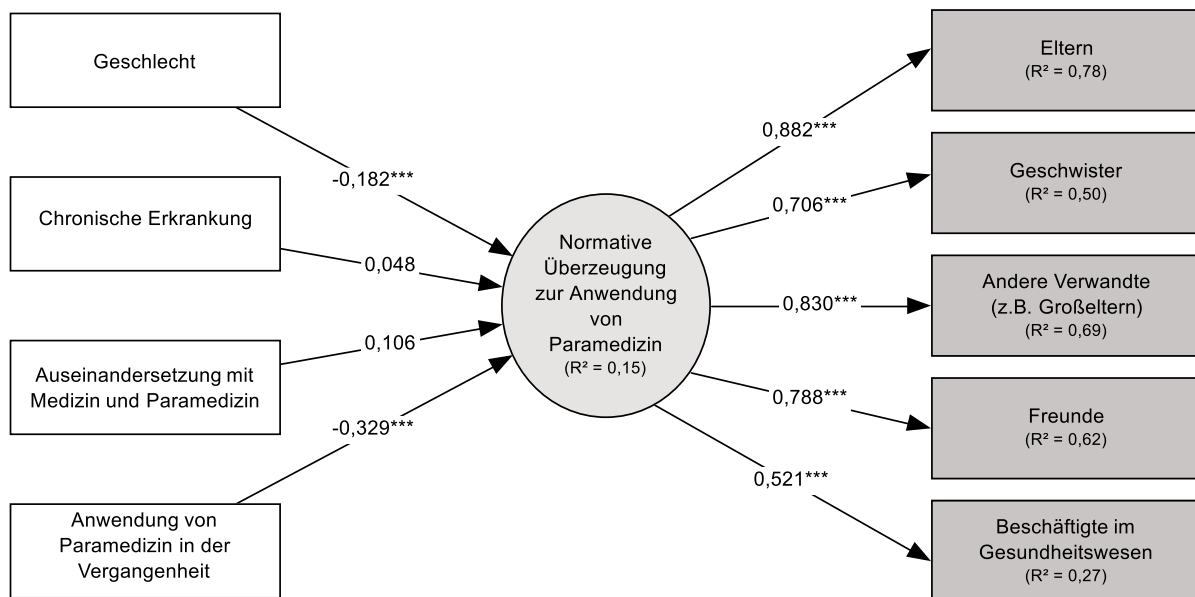 Geschlecht
Chronische Erkrankung
Auseinandersetzung mit
Medizin und Paramedizin
Anwendung von
Paramedizin in der
Vergangenheit
-0,182***
0,048
0,106
-0,329***
Normative
Überzeugung
zur Anwendung
von
Paramedizin
(R² = 0,15)
0,882***
0,706***
0,830***
0,788***
0,521***
Eltern
(R² = 0,78)
Geschwister
(R² = 0,50)
Andere Verwandte
(z.B. Großeltern)
(R² = 0,69)
Freunde
(R² = 0,62)
Beschäftigte im
Gesundheitswesen
(R² = 0,27)